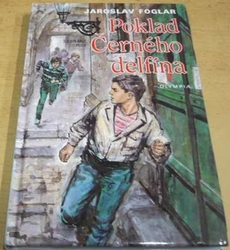 JAROSLAV FOGLAR
Poklad
Černého
delfína
OLYMPIA